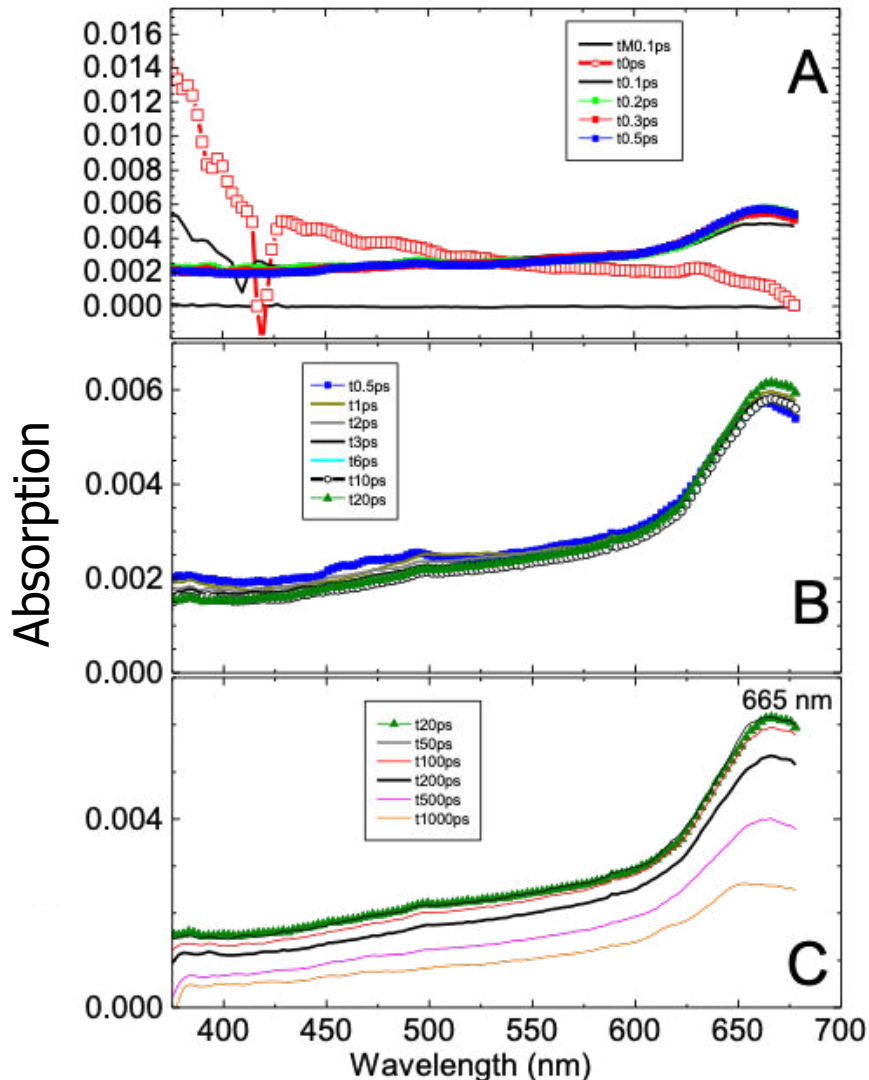 0.016
0.014
0.012
0.010
0.008
0.006
0.004
0.002
0.000
tM0.1ps
t0ps
t0.1ps
t0.2ps
t0.3ps
t0.5ps
A
Absorption
0.006
0.004
0.002
0.000
t0.5ps
t1ps
t2ps
t3ps
t6ps
t10ps
t20ps
B
665 nm
0.004
0.000
t20ps
t50ps
t100ps
t200ps
t500ps
t1000ps
C
400 450 500 550 600 650 700
Wavelength (nm)